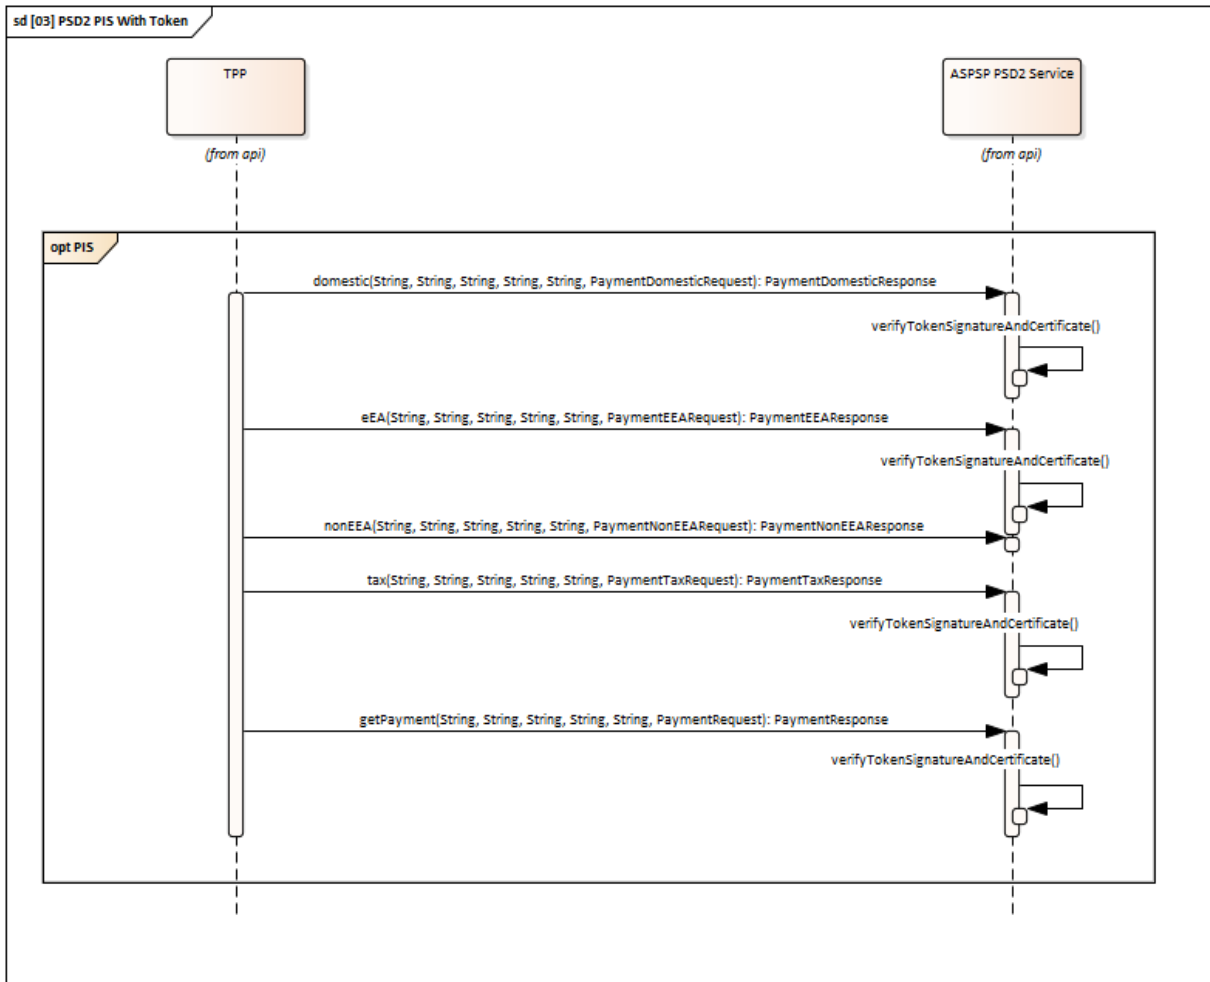 sd [03] PSD2 PIS With Token
TPP
ASPSP PSD2 Service
(from api)
(from api)
opt PIS
domestic(String, String, String, String, String, PaymentDomesticRequest): PaymentDomesticResponse
verifyTokenSignatureAndCertificate()
eEA(String, String, String, String, String, PaymentEEARequest): PaymentEEAResponse
verifyTokenSignatureAndCertificate()
nonEEA(String, String, String, String, String, PaymentNonEEARequest): PaymentNonEEAResponse
tax(String, String, String, String, String, PaymentTaxRequest): PaymentTaxResponse
verifyTokenSignatureAndCertificate()
getPayment(String, String, String, String, String, PaymentRequest): PaymentResponse
verifyTokenSignatureAndCertificate()